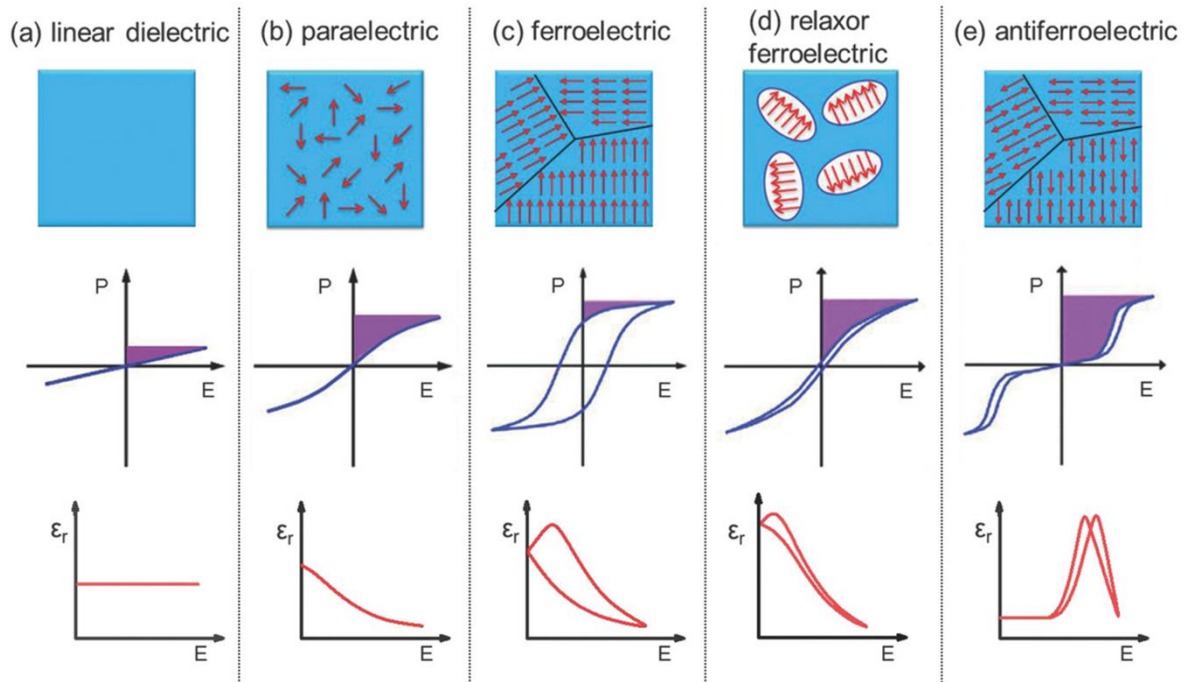 (a) linear dielectric
(b) paraelectric
(c) ferroelectric
(d) relaxor
ferroelectric
(e) antiferroelectric
P
E
P
E
P
E
P
E
P
E
εr
E
εr
E
εr
E
εr
E
εr
E